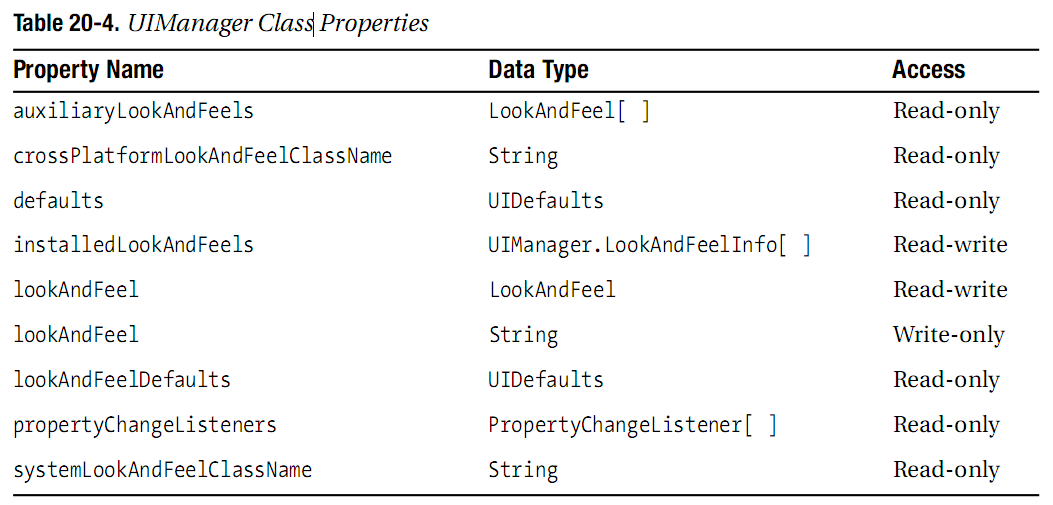 Table 20-4. UIManager Class Properties
Property Name Data Type Access
auxiliaryLookAndFeels LookAndFeel[ ] Read-only
crossPlatformLookAndFeelClassName String Read-only
defaults UIDefaults Read-only
installedLookAndFeels UIManager.LookAndFeelInfo[ ] Read-write
lookAndFeel LookAndFeel Read-write
lookAndFeel String Write-only
lookAndFeelDefaults UIDefaults Read-only
propertyChangeListeners PropertyChangeListener[ ] Read-only
systemLookAndFeelClassName String Read-only